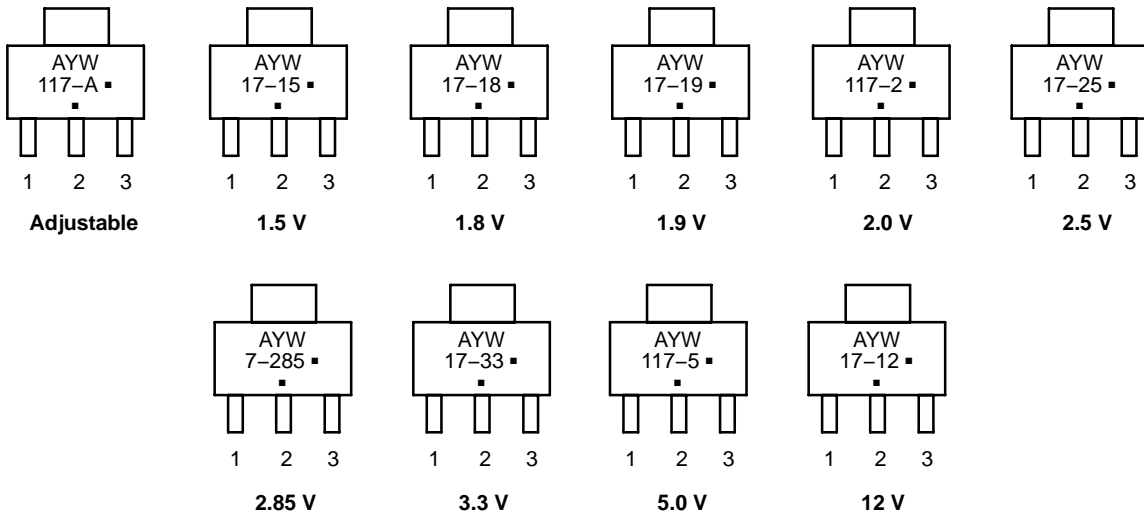 AYW AYW AYW AYW AYW AYW
117–A ▪ 17–15 ▪ 17–18 ▪ 17–19 ▪ 117–2 ▪ 17–25 ▪
▪ ▪ ▪ ▪ ▪ ▪
1 2 3 1 2 3 1 2 3 1 2 3 1 2 3 1 2 3
Adjustable 1.5 V 1.8 V 1.9 V 2.0 V 2.5 V
AYW AYW AYW AYW
7–285 ▪ 17–33 ▪ 117–5 ▪ 17–12 ▪
▪ ▪ ▪ ▪
1 2 3 1 2 3 1 2 3 1 2 3
2.85 V 3.3 V 5.0 V 12 V